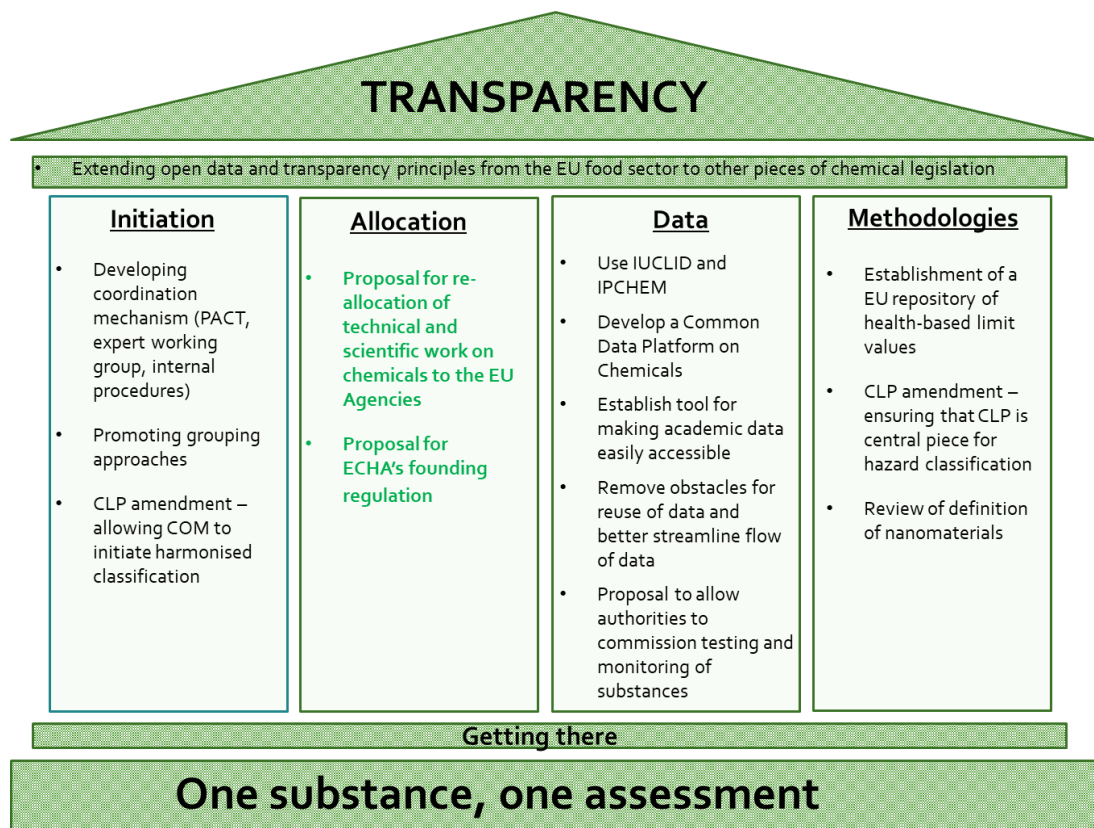 TRANSPARENCY
• Extending open data and transparency principles from the EU food sector to other pieces of chemical legislation
Initiation
• Developing
coordination
mechanism (PACT,
expert working
group, internal
procedures)
• Promoting grouping
approaches
• CLP amendment –
allowing COM to
initiate harmonised
classification
Allocation
• Proposal for re-
allocation of
technical and
scientific work on
chemicals to the EU
Agencies
• Proposal for
ECHA's founding
regulation
Data
• Use IUCLID and
IPCHEM
• Develop a Common
Data Platform on
Chemicals
• Establish tool for
making academic data
easily accessible
• Remove obstacles for
reuse of data and
better streamline flow
of data
• Proposal to allow
authorities to
commission testing and
monitoring of
substances
Methodologies
• Establishment of a
EU repository of
health-based limit
values
• CLP amendment –
ensuring that CLP is
central piece for
hazard classification
• Review of definition
of nanomaterials
Getting there
One substance, one assessment